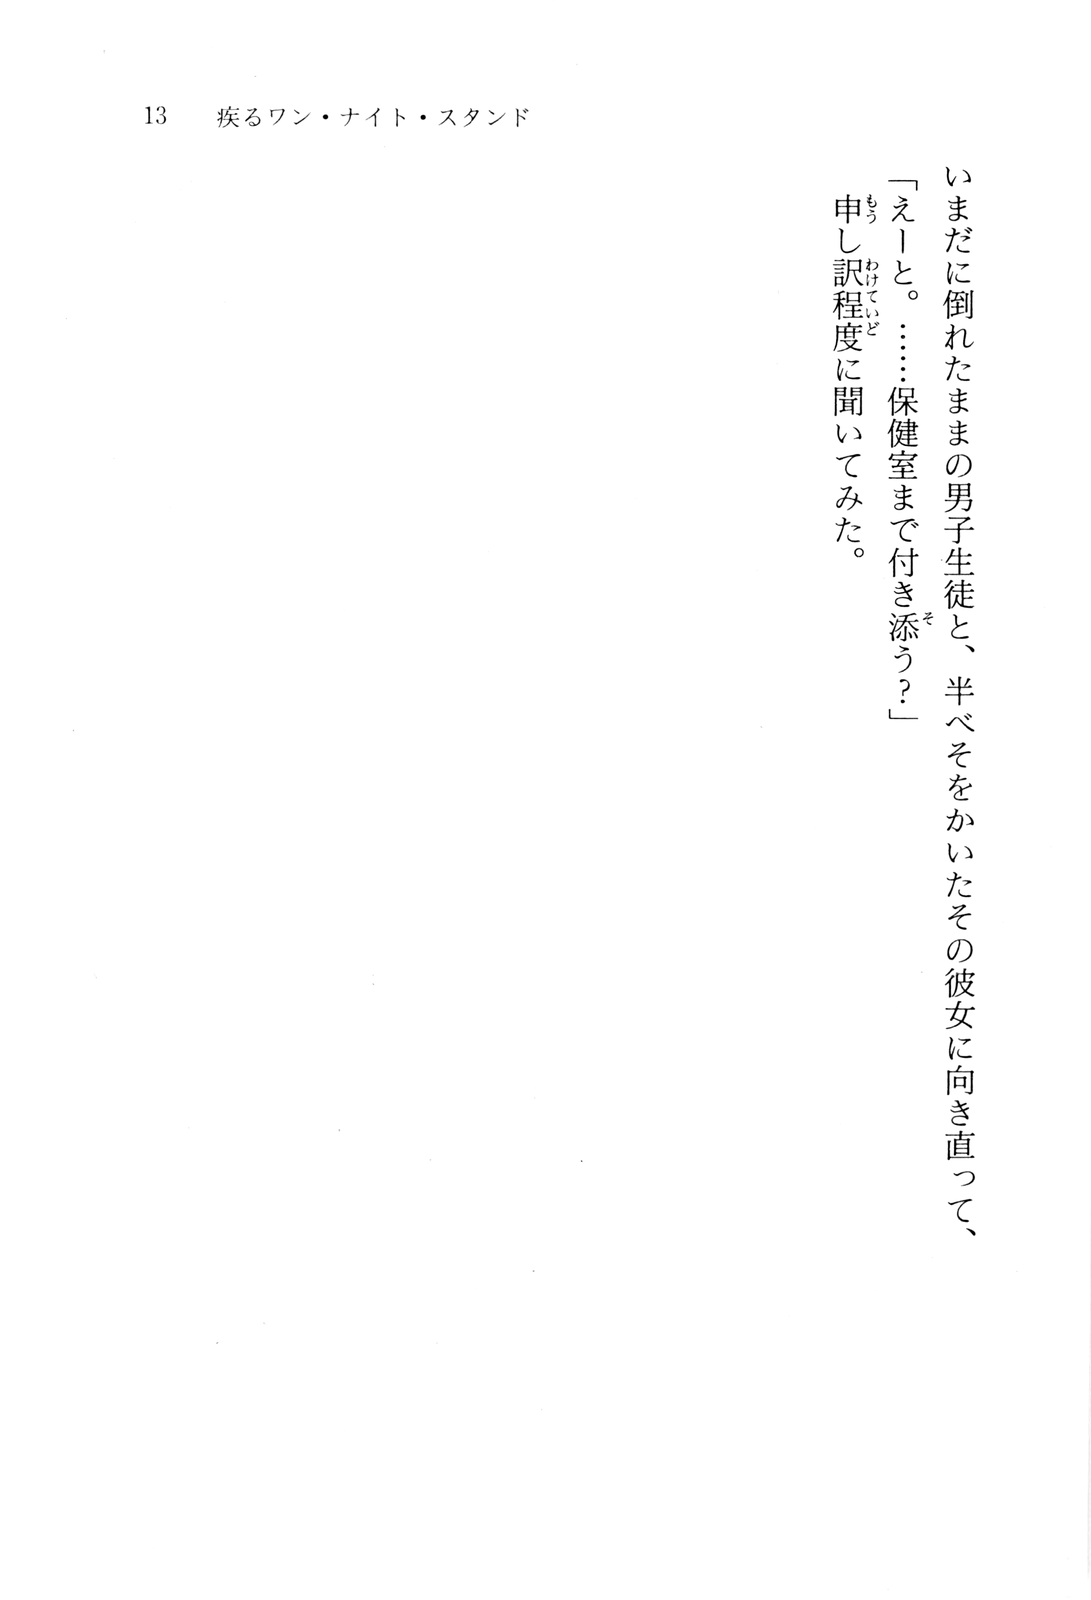 13 疾るワン・ナイト・スタンド
いまだに倒れたままの男子生徒と、半べそをかいたその彼女に向き直って、
「えーと。……保健室まで付き添う？」
申し訳程度に聞いてみた。